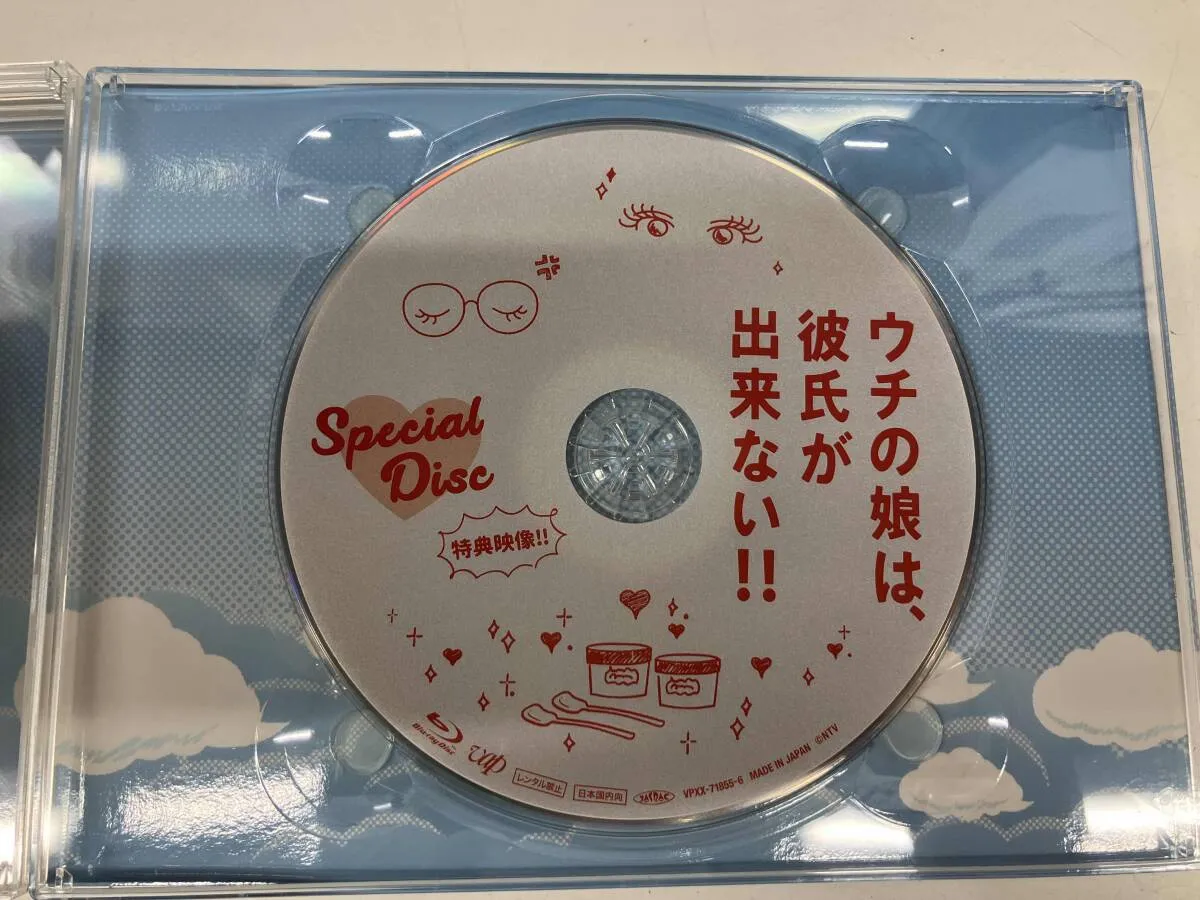 ウチの娘は、
彼氏が
出来ない!!
Special
Disc
特典映像!!
Blu-ray Disc
vap
レンタル禁止
日本国内向
JASRAC
VPXX-71855-6 MADE IN JAPAN ©NTV